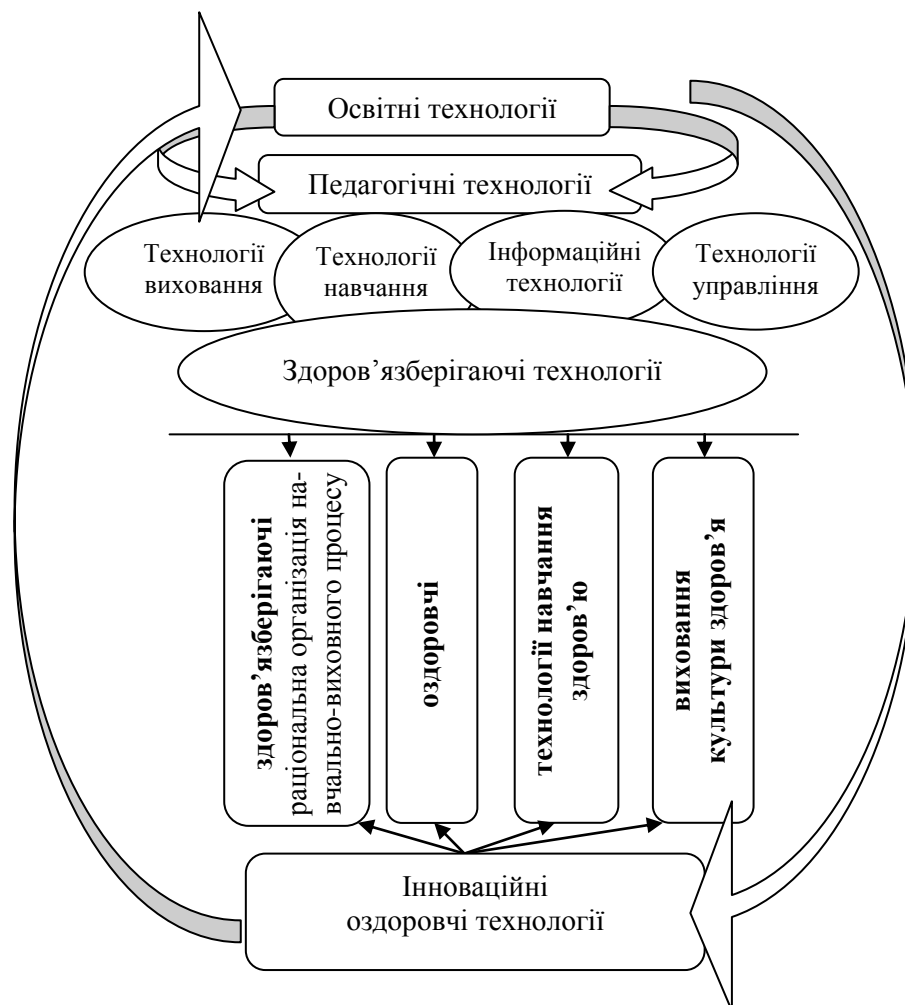 Освітні технології
Педагогічні технології
Технології
виховання
Технології
навчання
Інформаційні
технології
Технології
управління
Здоров’язберігаючі технології
здоров’язберігаючі
раціональна організація на-
вчально-виховного процесу
оздоровчі
технології навчання
здоров’ю
виховання
культури здоров’я
Інноваційні
оздоровчі технології